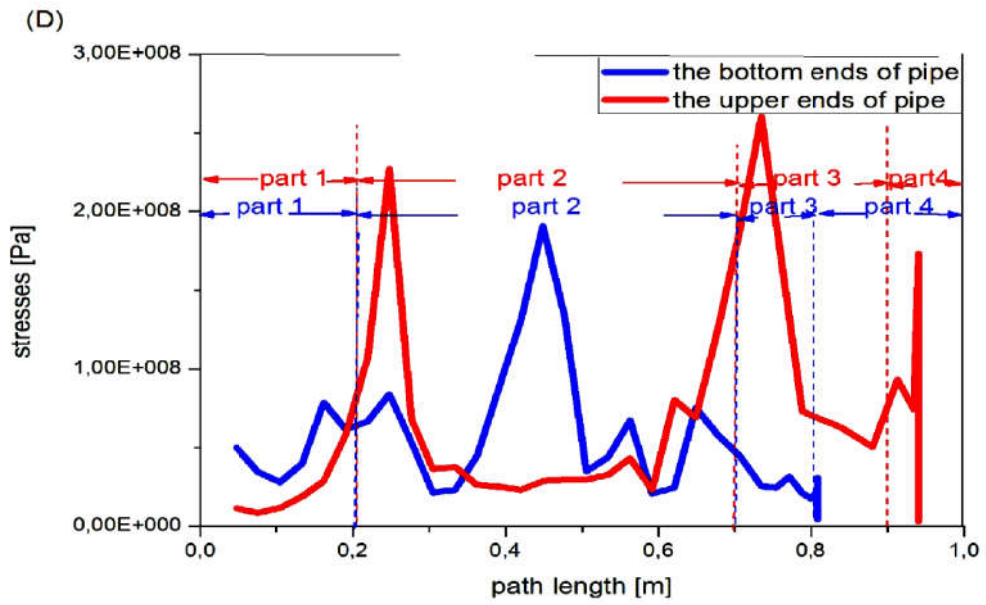 (D)
3,00E+008
the bottom ends of pipe
the upper ends of pipe
part 1 part 2 part 3 part4
2,00E+008
part 1 part 2 part 3 part 4
stresses [Pa]
1,00E+008
0,00E+000
0,0 0,2 0,4 0,6 0,8 1,0
path length [m]